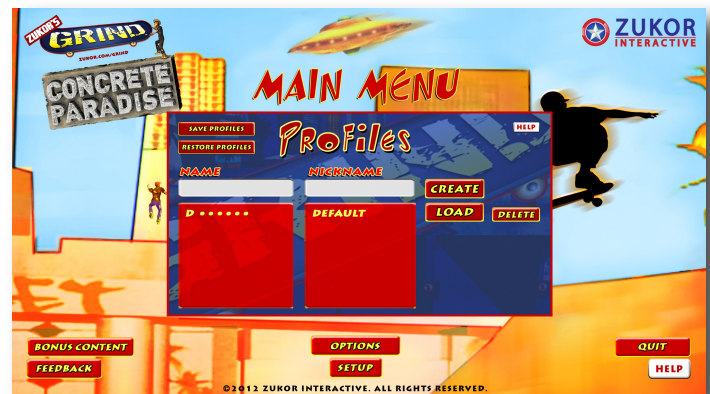 ZUKOR'S
GRIND
ZUKOR.COM/GRIND
CONCRETE
PARADISE
ZUKOR
INTERACTIVE
MAIN MENU
SAVE PROFILES
RESTORE PROFILES
PROFILES
HELP
NAME
NICKNAME
CREATE
D ● ● ● ● ● ●
DEFAULT
LOAD
DELETE
BONUS CONTENT
OPTIONS
QUIT
FEEDBACK
SETUP
HELP
©2012 ZUKOR INTERACTIVE. ALL RIGHTS RESERVED.